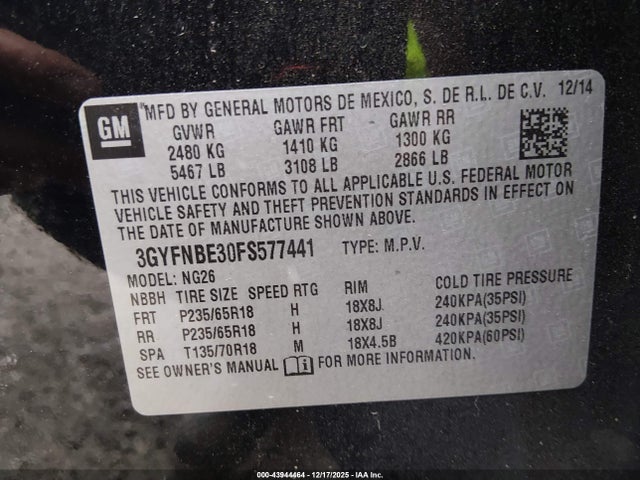 GM
"MFD BY GENERAL MOTORS DE MEXICO, S. DE R.L. DE C.V. 12/14
GVWR GAWR FRT GAWR RR
2480 KG 1410 KG 1300 KG
5467 LB 3108 LB 2866 LB
THIS VEHICLE CONFORMS TO ALL APPLICABLE U.S. FEDERAL MOTOR
VEHICLE SAFETY AND THEFT PREVENTION STANDARDS IN EFFECT ON
THE DATE OF MANUFACTURE SHOWN ABOVE.
3GYFNBE30FS577441 TYPE: M.P.V.
MODEL: NG26
NBBH TIRE SIZE SPEED RTG RIM COLD TIRE PRESSURE
FRT P235/65R18 H 18X8J 240KPA(35PSI)
RR P235/65R18 H 18X8J 240KPA(35PSI)
SPA T135/70R18 M 18X4.5B 420KPA(60PSI)
SEE OWNER'S MANUAL FOR MORE INFORMATION.
000-43944464 - 12/17/2025 - IAA Inc.